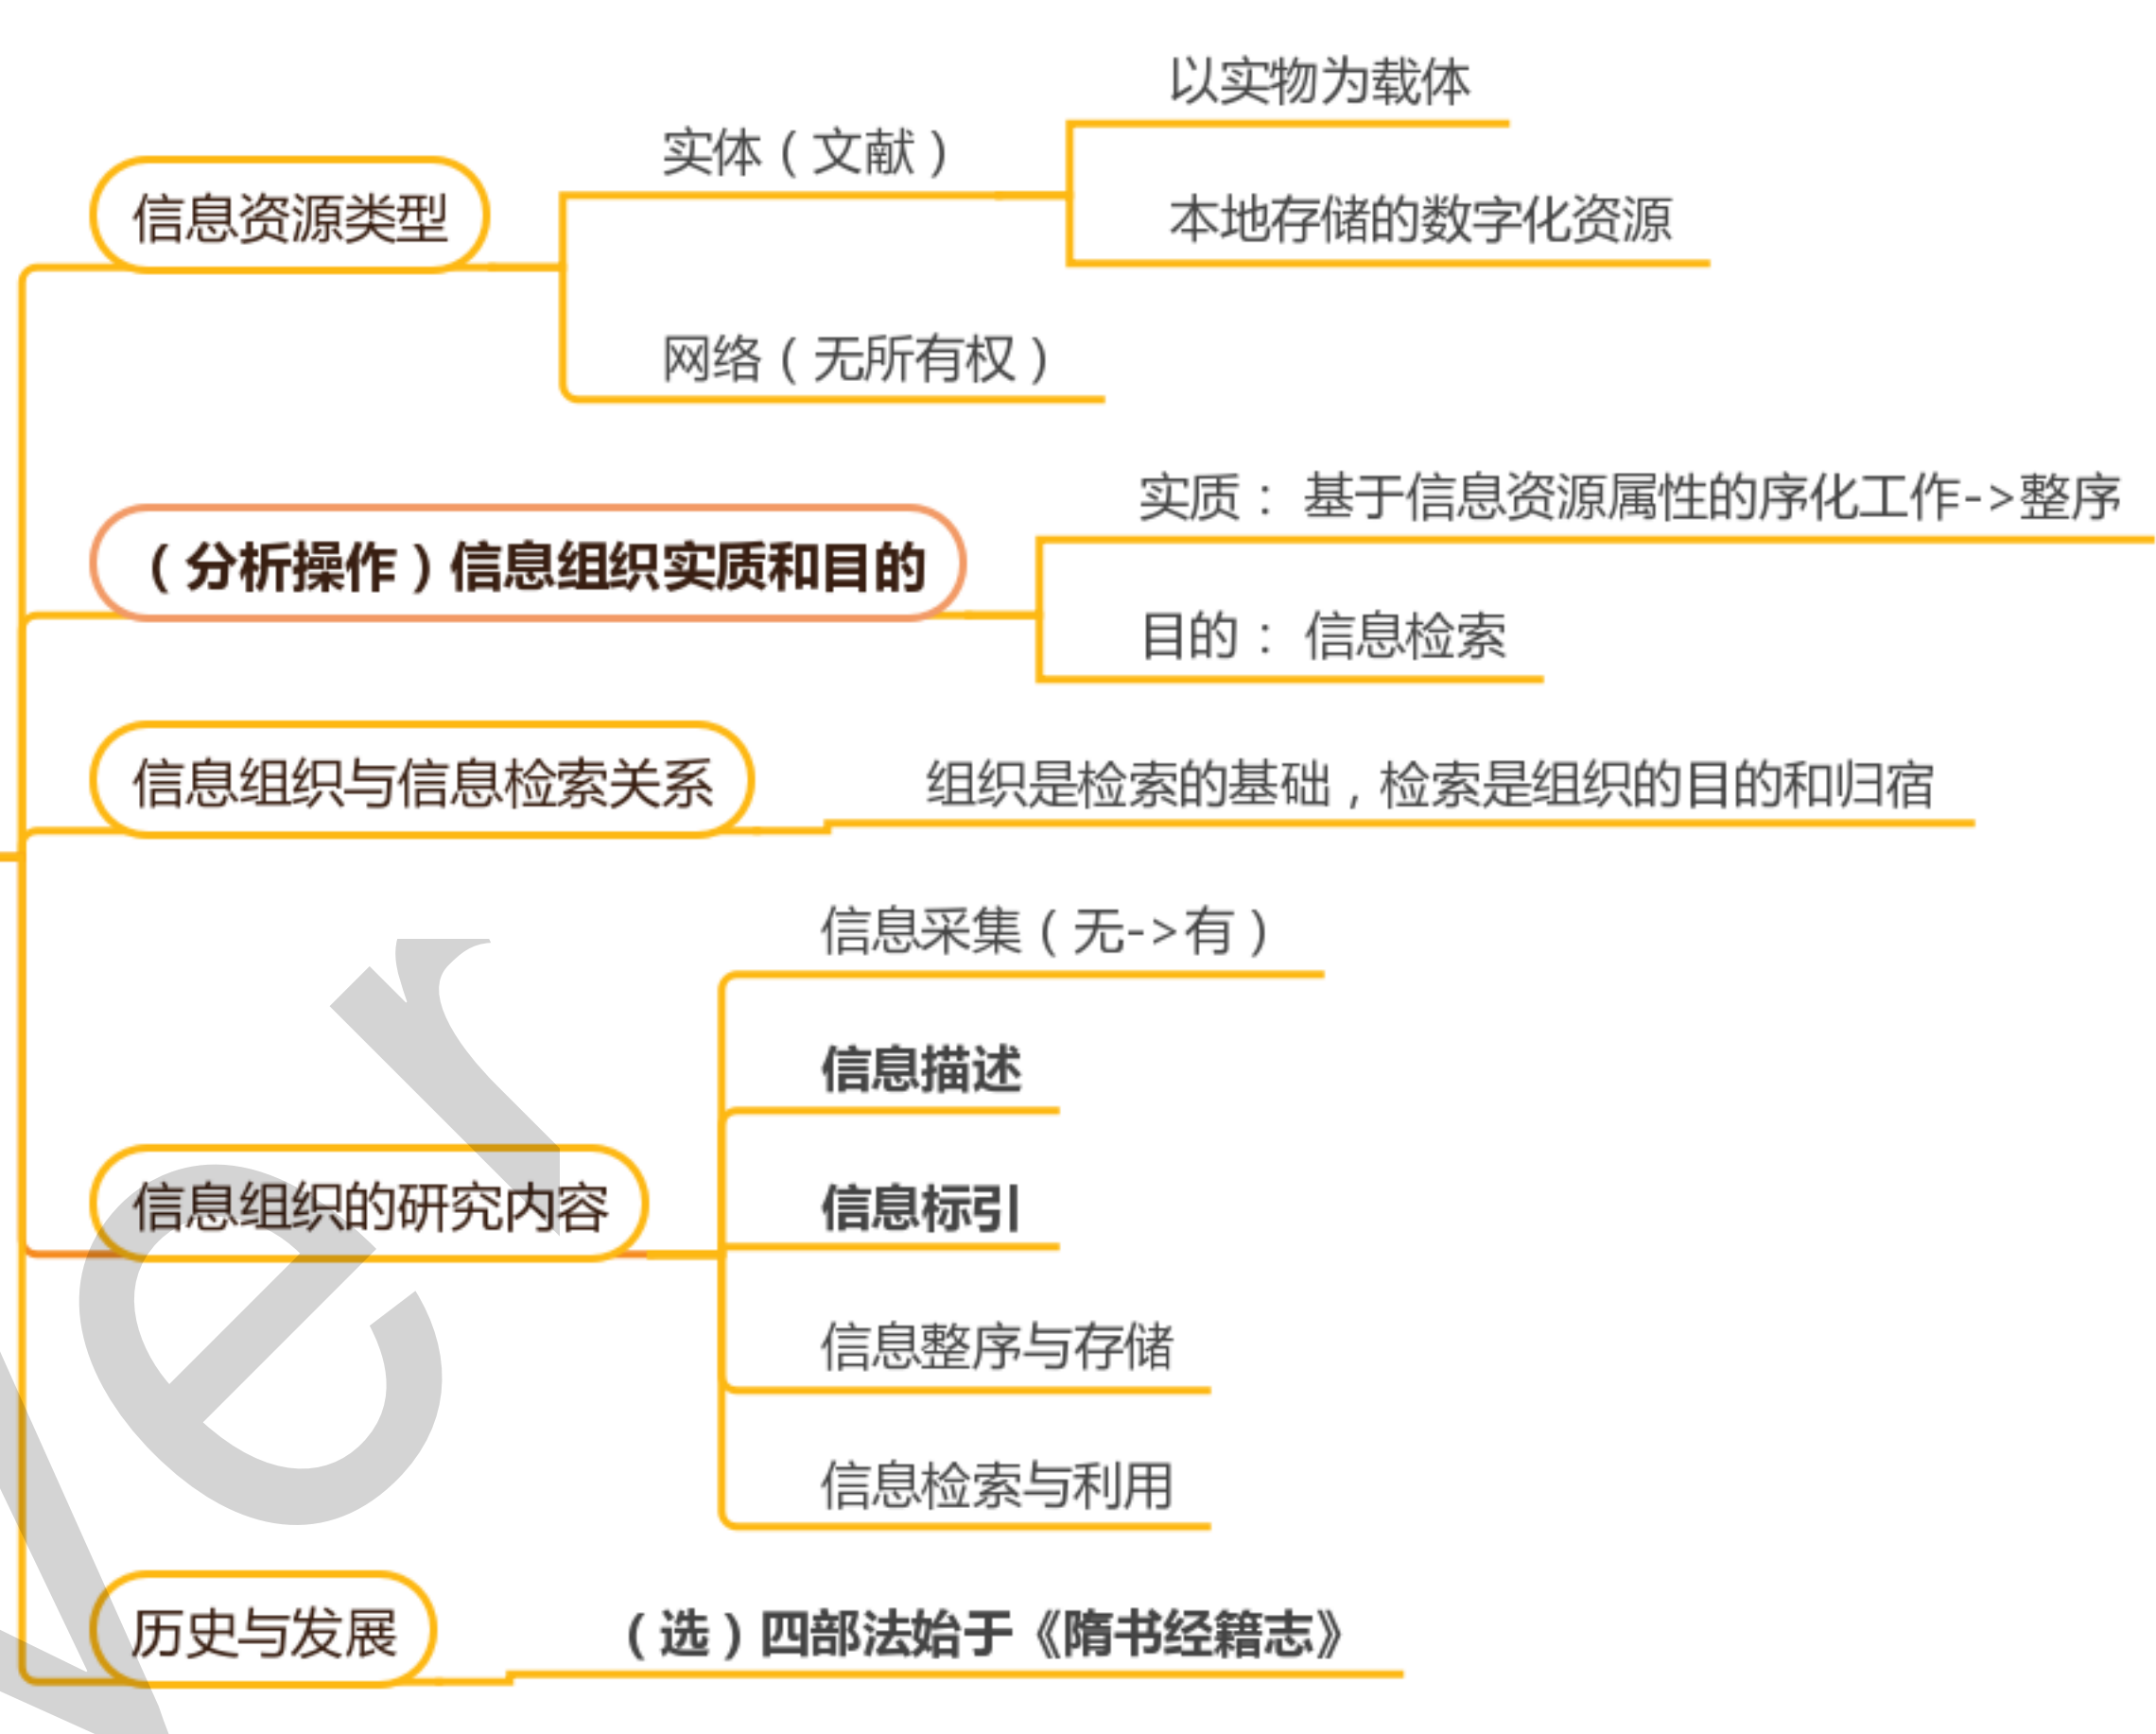 信息资源类型
实体（文献）
以实物为载体
本地存储的数字化资源
网络（无所有权）
（分析操作）信息组织实质和目的
实质： 基于信息资源属性的序化工作->整序
目的： 信息检索
信息组织与信息检索关系
组织是检索的基础，检索是组织的目的和归宿
信息组织的研究内容
信息采集（无->有）
信息描述
信息标引
信息整序与存储
信息检索与利用
历史与发展
（选）四部法始于《隋书经籍志》
er